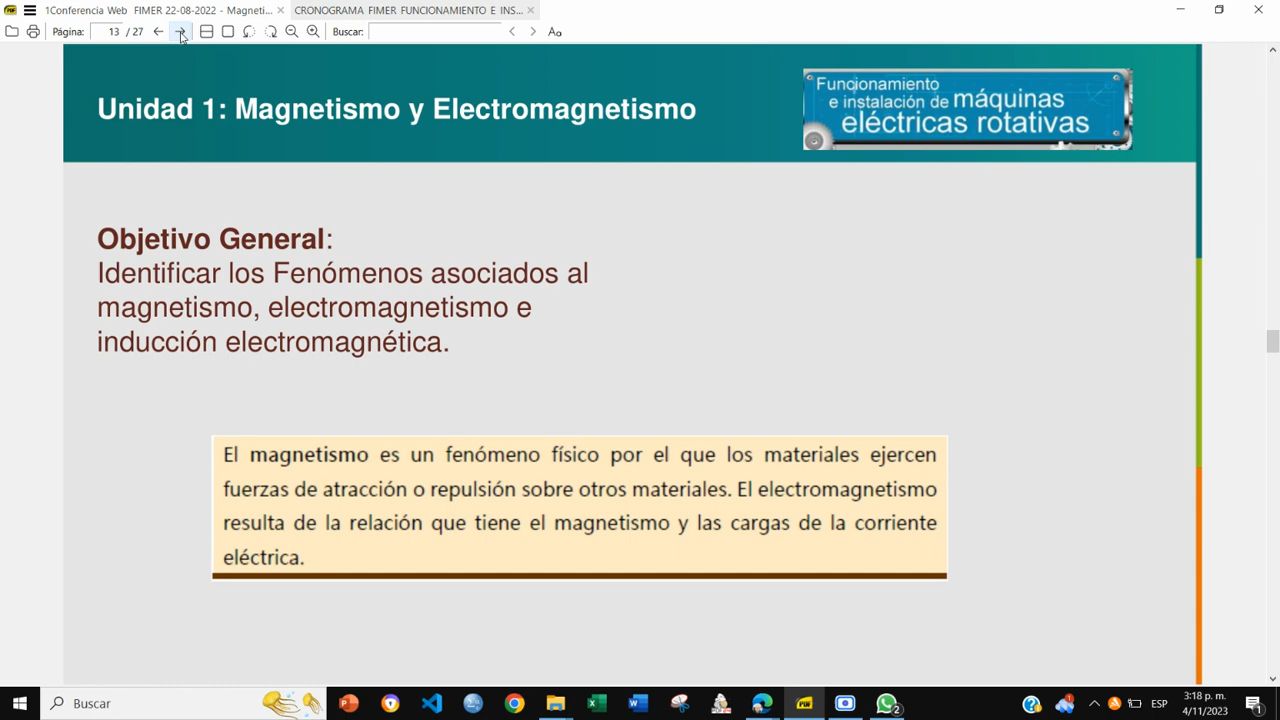 1Conferencia Web FIMER 22-08-2022 - Magneti...
CRONOGRAMA FIMER FUNCIONAMIENTO E INS...
Página: 13 / 27
Buscar:
Aa
Unidad 1: Magnetismo y Electromagnetismo
Funcionamiento
e instalación de máquinas
eléctricas rotativas
Objetivo General:
Identificar los Fenómenos asociados al
magnetismo, electromagnetismo e
inducción electromagnética.
El magnetismo es un fenómeno físico por el que los materiales ejercen
fuerzas de atracción o repulsión sobre otros materiales. El electromagnetismo
resulta de la relación que tiene el magnetismo y las cargas de la corriente
eléctrica.
Buscar
ESP
3:18 p. m.
4/11/2023